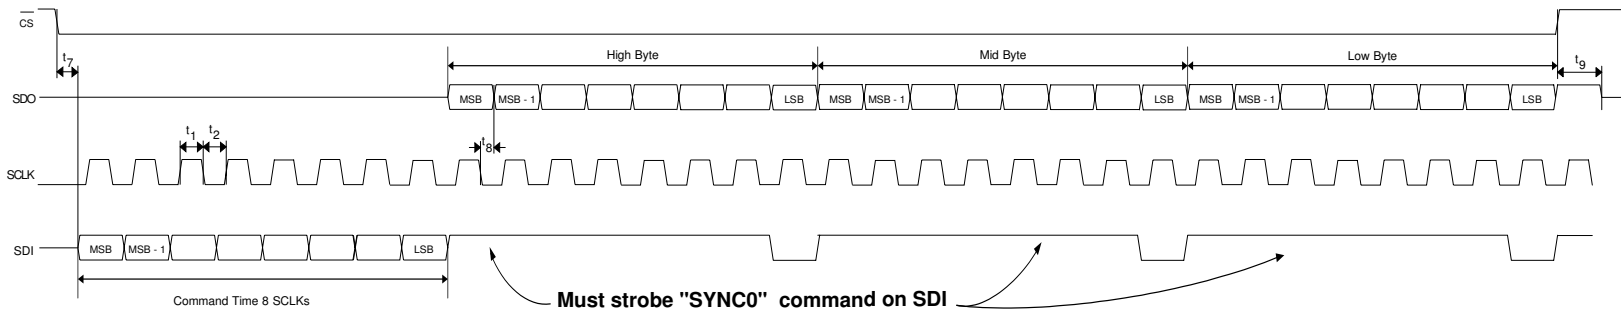 CS
t7
High Byte
Mid Byte
Low Byte
t9
SDO
MSB MSB - 1 LSB MSB MSB - 1 LSB MSB MSB - 1 LSB
t1 t2
t8
SCLK
SDI
MSB MSB - 1 LSB
Command Time 8 SCLKs
Must strobe "SYNC0" command on SDI